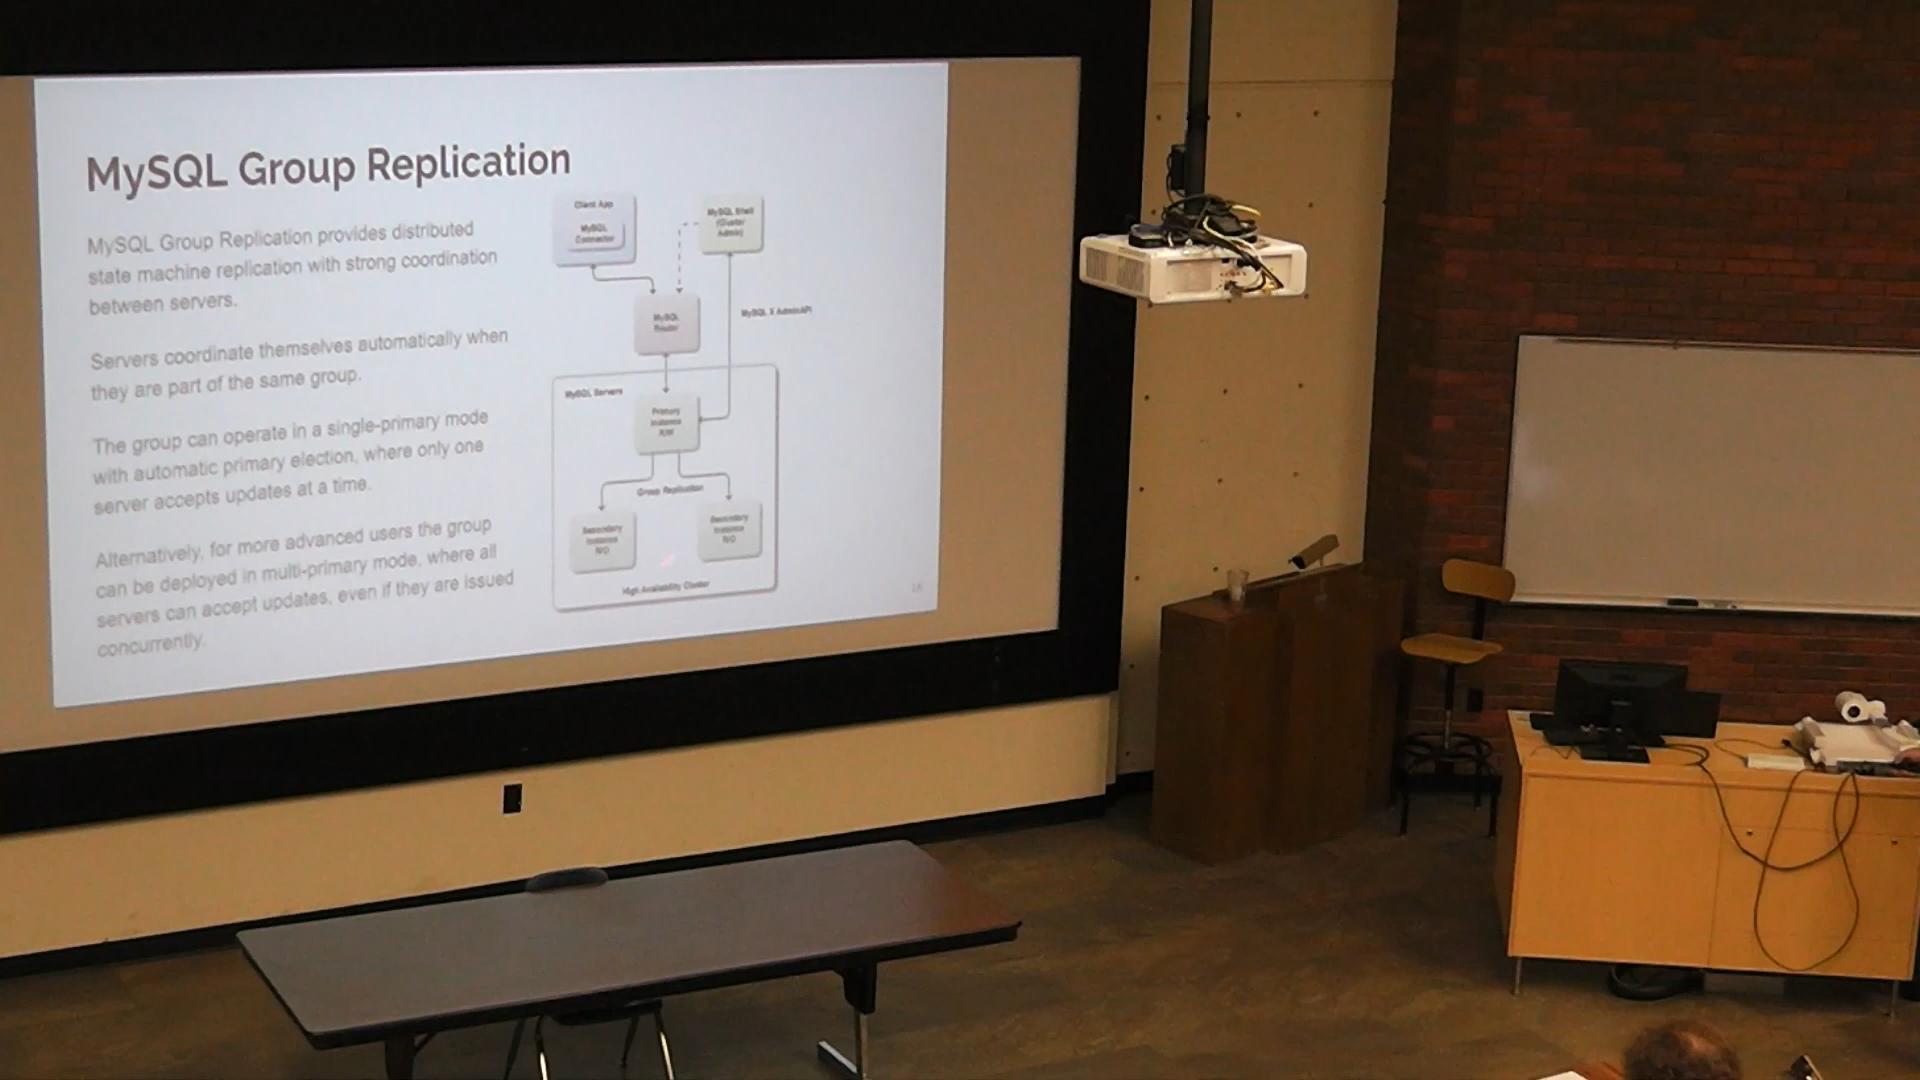 MySQL Group Replication
MySQL Group Replication provides distributed
state machine replication with strong coordination
between servers.
Servers coordinate themselves automatically when
they are part of the same group.
The group can operate in a single-primary mode
with automatic primary election, where only one
server accepts updates at a time.
Alternatively, for more advanced users the group
can be deployed in multi-primary mode, where all
servers can accept updates, even if they are issued
concurrently.
Client App
MySQL
Connector
MySQL Shell
(Cluster
Admin)
MySQL
Router
MySQL X AdminAPI
MySQL Servers
Primary
Instance
R/W
Group Replication
Secondary
Instance
R/O
Secondary
Instance
R/O
High Availability Cluster